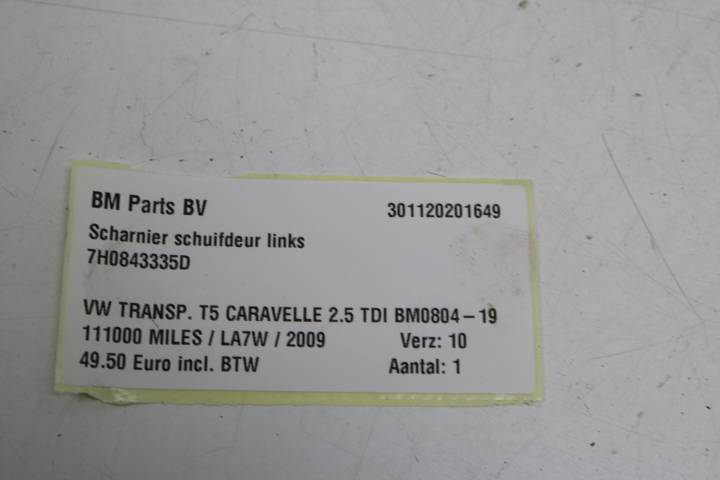 BM Parts BV 301120201649
Scharnier schuifdeur links
7H0843335D
VW TRANSP. T5 CARAVELLE 2.5 TDI BM0804-19
111000 MILES / LA7W / 2009 Verz: 10
49.50 Euro incl. BTW Aantal: 1